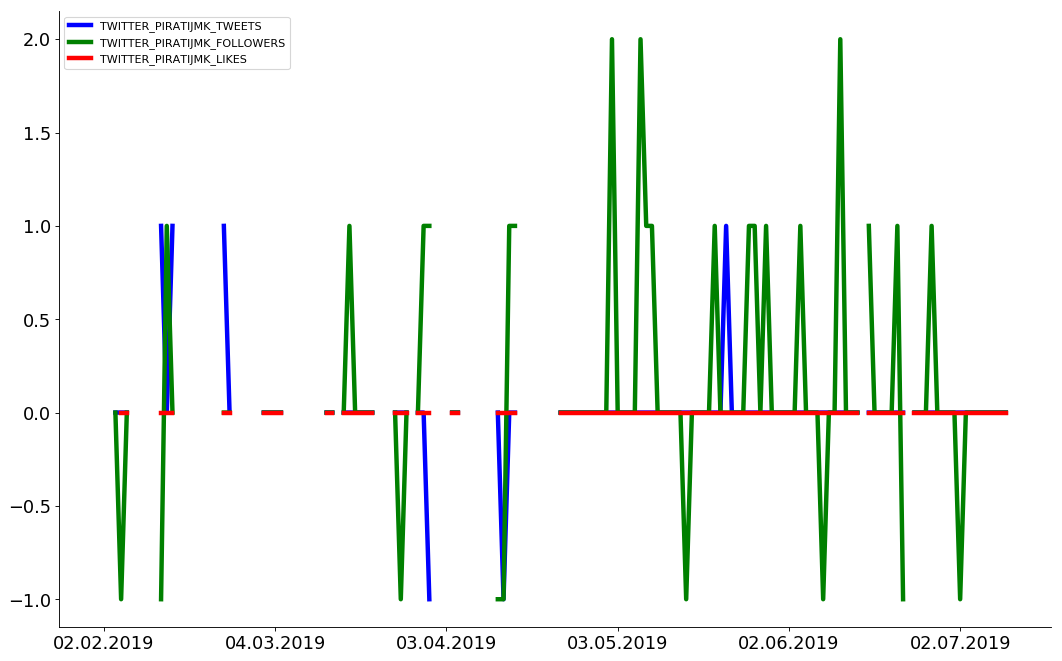 TWITTER_PIRATIJMK_TWEETS
TWITTER_PIRATIJMK_FOLLOWERS
TWITTER_PIRATIJMK_LIKES
2.0
1.5
1.0
0.5
0.0
−0.5
−1.0
02.02.2019 04.03.2019 03.04.2019 03.05.2019 02.06.2019 02.07.2019